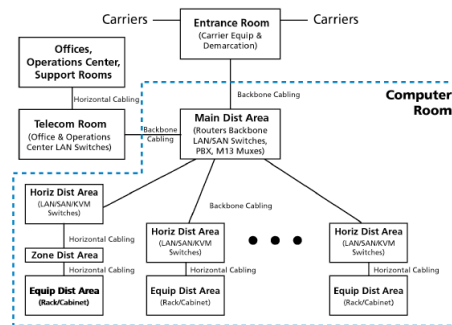 Carriers
Entrance Room
(Carrier Equip &
Demarcation)
Carriers
Offices,
Operations Center,
Support Rooms
Horizontal Cabling
Backbone Cabling
Computer
Room
Telecom Room
(Office & Operations
Center LAN Switches)
Backbone
Cabling
Main Dist Area
(Routers Backbone
LAN/SAN Switches,
PBX, M13 Muxes)
Backbone Cabling
Horiz Dist Area
(LAN/SAN/KVM
Switches)
Horizontal Cabling
Zone Dist Area
Horizontal Cabling
Equip Dist Area
(Rack/Cabinet)
Horiz Dist Area
(LAN/SAN/KVM
Switches)
Horizontal Cabling
Equip Dist Area
(Rack/Cabinet)
Horiz Dist Area
(LAN/SAN/KVM
Switches)
Horizontal Cabling
Equip Dist Area
(Rack/Cabinet)